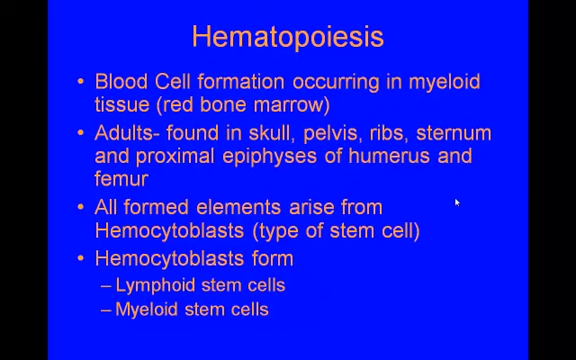 Hematopoiesis
• Blood Cell formation occurring in myeloid
tissue (red bone marrow)
• Adults- found in skull, pelvis, ribs, sternum
and proximal epiphyses of humerus and
femur
• All formed elements arise from
Hemocytoblasts (type of stem cell)
• Hemocytoblasts form
– Lymphoid stem cells
– Myeloid stem cells